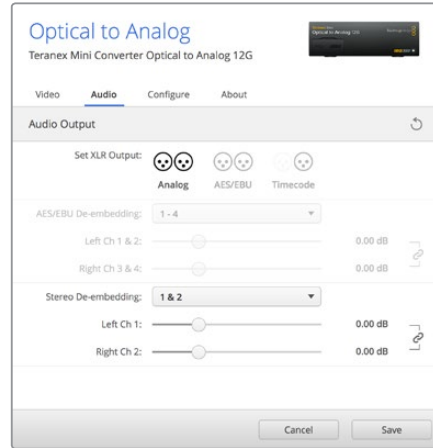 Optical to Analog
Teranex Mini Converter Optical to Analog 12G
Video Audio Configure About
Audio Output
Set XLR Output:
Analog AES/EBU Timecode
AES/EBU De-embedding: 1 - 4
Left Ch 1 & 2: 0.00 dB
Right Ch 3 & 4: 0.00 dB
Stereo De-embedding: 1 & 2
Left Ch 1: 0.00 dB
Right Ch 2: 0.00 dB
Cancel Save